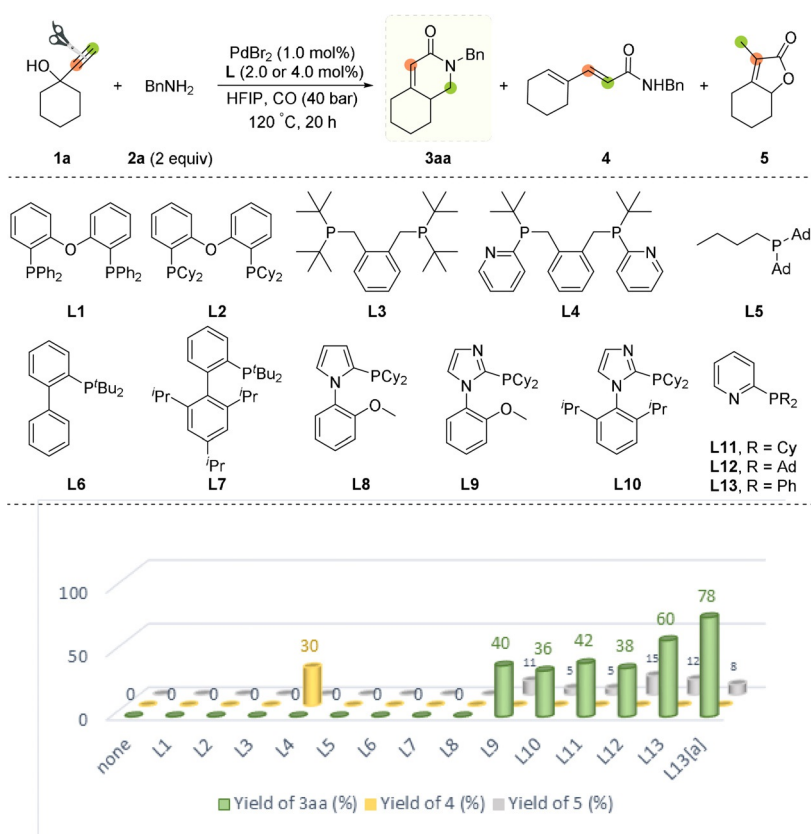 HO
+ BnNH2
PdBr2 (1.0 mol%)
L (2.0 or 4.0 mol%)
HFIP, CO (40 bar)
120 °C, 20 h
O
N
Bn
+
O
NHBn
+
O
O
1a
2a (2 equiv)
3aa
4
5
O
PPh2
PPh2
L1
O
PCy2
PCy2
L2
P
P
L3
P
P
N
N
L4
P
Ad
Ad
L5
PtBu2
L6
PtBu2
iPr
iPr
iPr
L7
N
PCy2
O
L8
N
N
PCy2
O
L9
N
N
PCy2
iPr
iPr
L10
N
PR2
L11, R = Cy
L12, R = Ad
L13, R = Ph
100
50
0
0 0 0 0 0 0 0 0 0
30
40 36 42 38 60 78
11 5 5 15 12 8
none L1 L2 L3 L4 L5 L6 L7 L8 L9 L10 L11 L12 L13 L13[a]
Yield of 3aa (%) Yield of 4 (%) Yield of 5 (%)